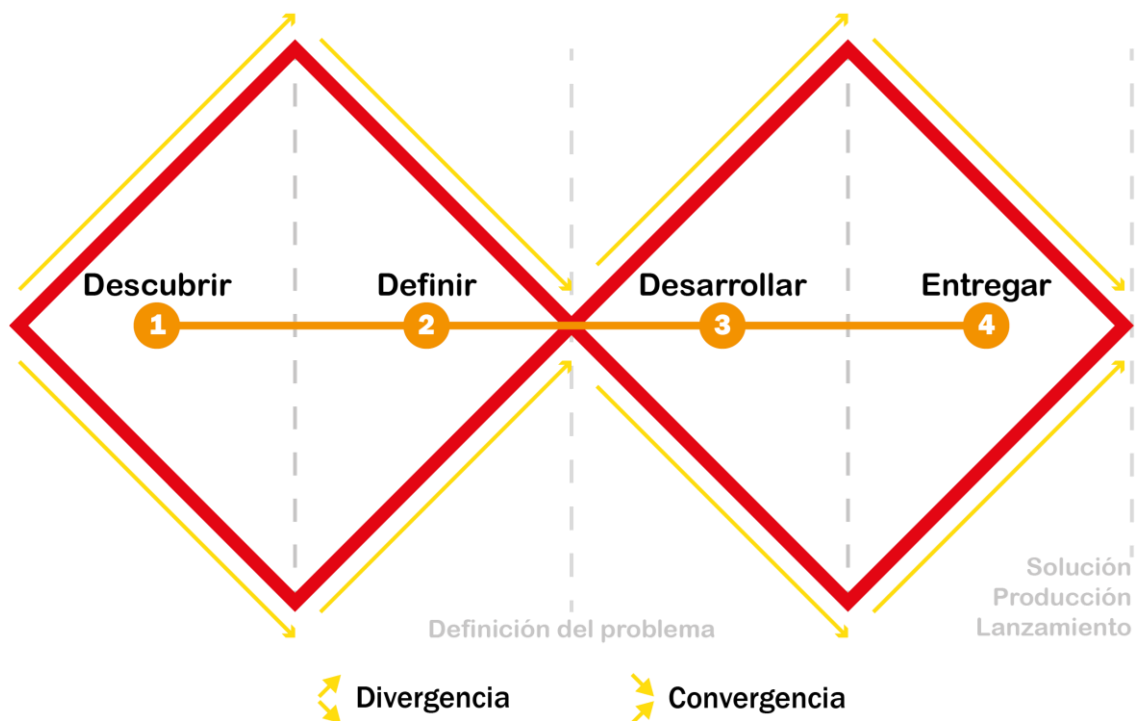 Descubrir
Definir
Desarrollar
Entregar
1
2
3
4
Solución
Producción
Lanzamiento
Definición del problema
Divergencia
Convergencia